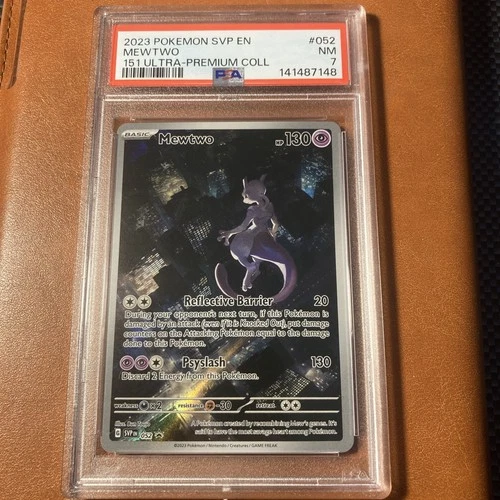 2023 POKEMON SVP EN #052
MEWTWO NM
151 ULTRA-PREMIUM COLL 7
PSA 141487148
BASIC Mewtwo HP 130
Reflective Barrier 20
During your opponent's next turn, if this Pokémon is
damaged by an attack (even if it is Knocked Out), put damage
counters on the Attacking Pokémon equal to the damage
done to this Pokémon.
Psyslash 130
Discard 2 Energy from this Pokémon.
weakness ×2 resistance -30 retreat
A Pokémon created by recombining Mew's genes. It's
said to have the most savage heart among Pokémon.
SVP EN 052
©2023 Pokémon / Nintendo / Creatures / GAME FREAK